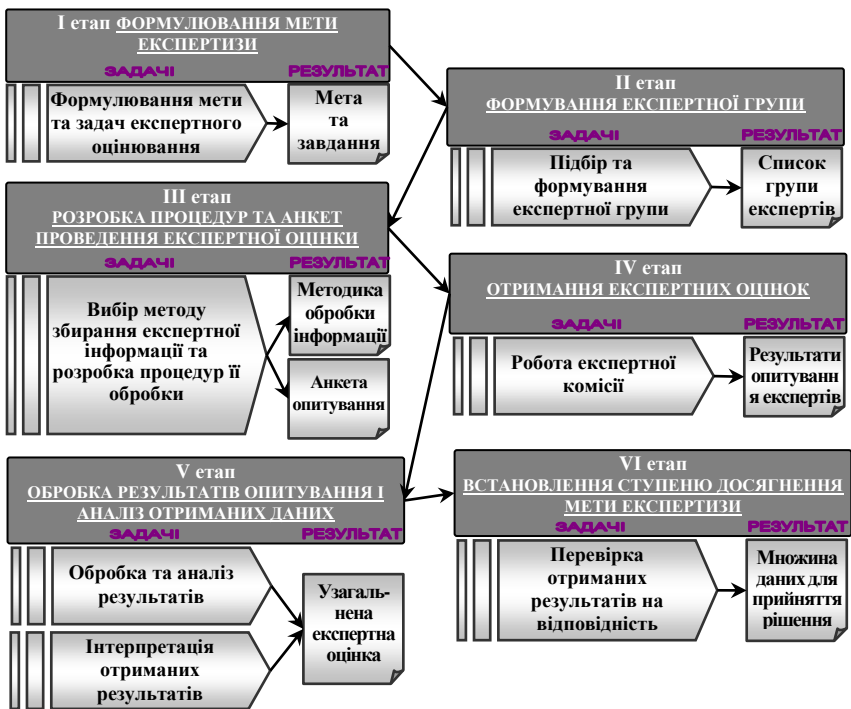 I етап ФОРМУЛЮВАННЯ МЕТИ
ЕКСПЕРТИЗИ
ЗАДАЧІ РЕЗУЛЬТАТ
Формулювання мети
та задач експертного
оцінювання
Мета
та
завдання
II етап
ФОРМУВАННЯ ЕКСПЕРТНОЇ ГРУПИ
ЗАДАЧІ РЕЗУЛЬТАТ
Підбір та
формування
експертної групи
Список
групи
експертів
III етап
РОЗРОБКА ПРОЦЕДУР ТА АНКЕТ
ПРОВЕДЕННЯ ЕКСПЕРТНОЇ ОЦІНКИ
ЗАДАЧІ РЕЗУЛЬТАТ
Вибір методу
збирання експертної
інформації та
розробка процедур її
обробки
Методика
обробки
інформації
Анкета
опитування
IV етап
ОТРИМАННЯ ЕКСПЕРТНИХ ОЦІНОК
ЗАДАЧІ РЕЗУЛЬТАТ
Робота експертної
комісії
Результати
опитуванн
я експертів
V етап
ОБРОБКА РЕЗУЛЬТАТІВ ОПИТУВАННЯ І
АНАЛІЗ ОТРИМАНИХ ДАНИХ
ЗАДАЧІ РЕЗУЛЬТАТ
Обробка та аналіз
результатів
Інтерпретація
отриманих
результатів
Узагаль-
нена
експертна
оцінка
VI етап
ВСТАНОВЛЕННЯ СТУПЕНЮ ДОСЯГНЕННЯ
МЕТИ ЕКСПЕРТИЗИ
ЗАДАЧІ РЕЗУЛЬТАТ
Перевірка
отриманих
результатів на
відповідність
Множина
даних для
прийняття
рішення